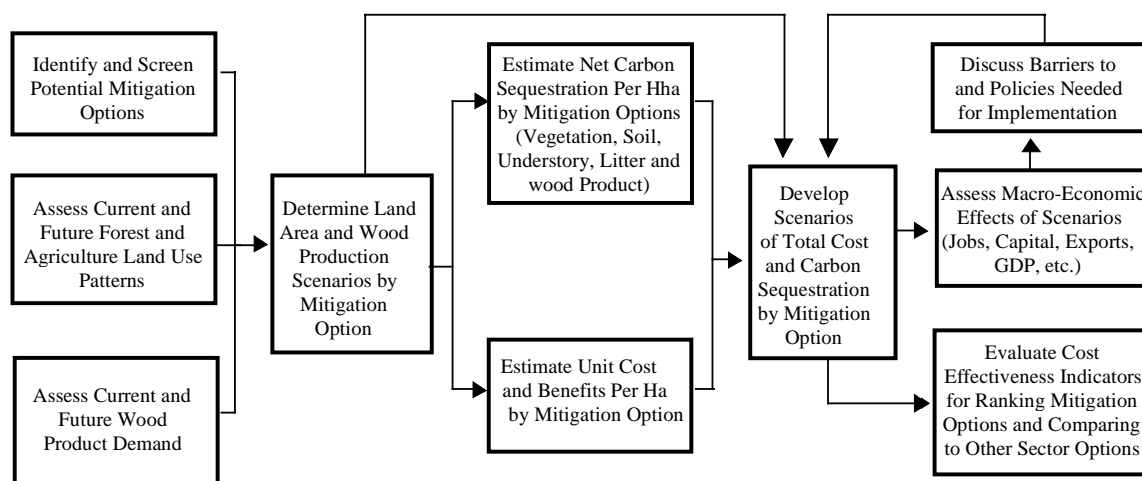 Identify and Screen
Potential Mitigation
Options
Assess Current and
Future Forest and
Agriculture Land Use
Patterns
Assess Current and
Future Wood
Product Demand
Determine Land
Area and Wood
Production
Scenarios by
Mitigation
Option
Estimate Net Carbon
Sequestration Per Hha
by Mitigation Options
(Vegetation, Soil,
Understory, Litter and
wood Product)
Estimate Unit Cost
and Benefits Per Ha
by Mitigation Option
Develop
Scenarios
of Total Cost
and Carbon
Sequestration
by Mitigation
Option
Discuss Barriers to
and Policies Needed
for Implementation
Assess Macro-Economic
Effects of Scenarios
(Jobs, Capital, Exports,
GDP, etc.)
Evaluate Cost
Effectiveness Indicators
for Ranking Mitigation
Options and Comparing
to Other Sector Options